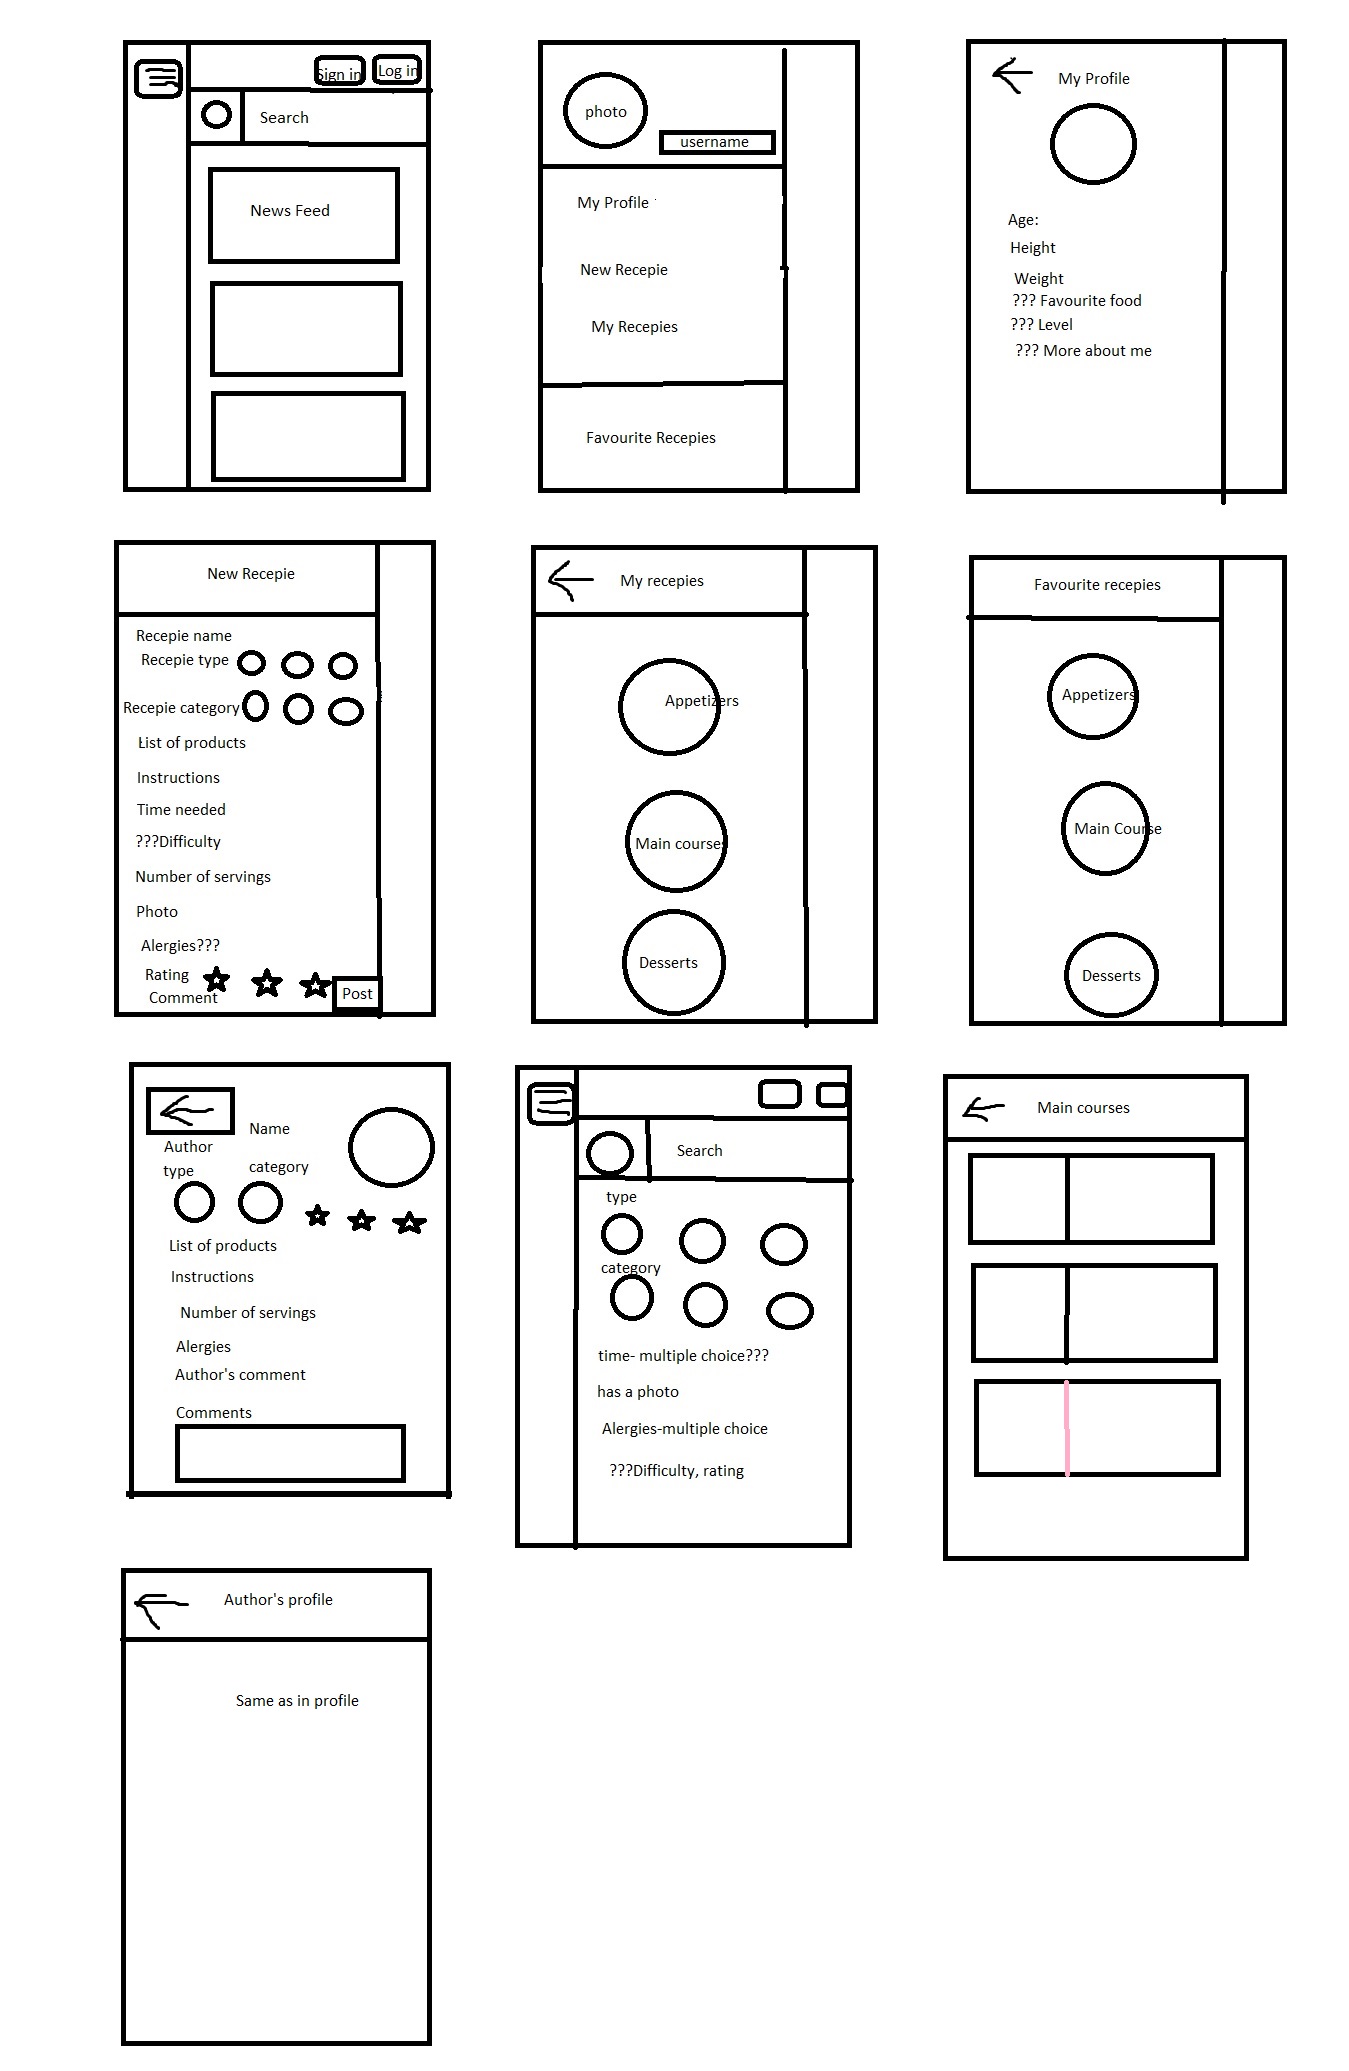 Sign in
Log in
Search
News Feed
photo
username
My Profile
New Recepie
My Recepies
Favourite Recepies
My Profile
Age:
Height
Weight
??? Favourite food
??? Level
??? More about me
New Recepie
Recepie name
Recepie type
Recepie category
List of products
Instructions
Time needed
???Difficulty
Number of servings
Photo
Alergies???
Rating
Comment
Post
My recepies
Appetizers
Main courses
Desserts
Favourite recepies
Appetizers
Main Course
Desserts
Name
Author
type
category
List of products
Instructions
Number of servings
Alergies
Author's comment
Comments
Search
type
category
time- multiple choice???
has a photo
Alergies-multiple choice
???Difficulty, rating
Main courses
Author's profile
Same as in profile